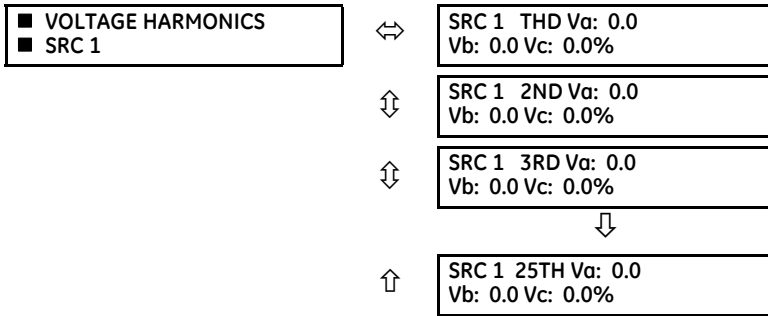 ■ VOLTAGE HARMONICS
■ SRC 1
SRC 1 THD Va: 0.0
Vb: 0.0 Vc: 0.0%
SRC 1 2ND Va: 0.0
Vb: 0.0 Vc: 0.0%
SRC 1 3RD Va: 0.0
Vb: 0.0 Vc: 0.0%
SRC 1 25TH Va: 0.0
Vb: 0.0 Vc: 0.0%